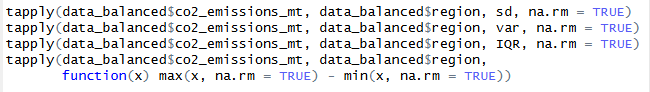 tapply(data_balanced$co2_emissions_mt, data_balanced$region, sd, na.rm = TRUE)
tapply(data_balanced$co2_emissions_mt, data_balanced$region, var, na.rm = TRUE)
tapply(data_balanced$co2_emissions_mt, data_balanced$region, IQR, na.rm = TRUE)
tapply(data_balanced$co2_emissions_mt, data_balanced$region,
       function(x) max(x, na.rm = TRUE) - min(x, na.rm = TRUE))